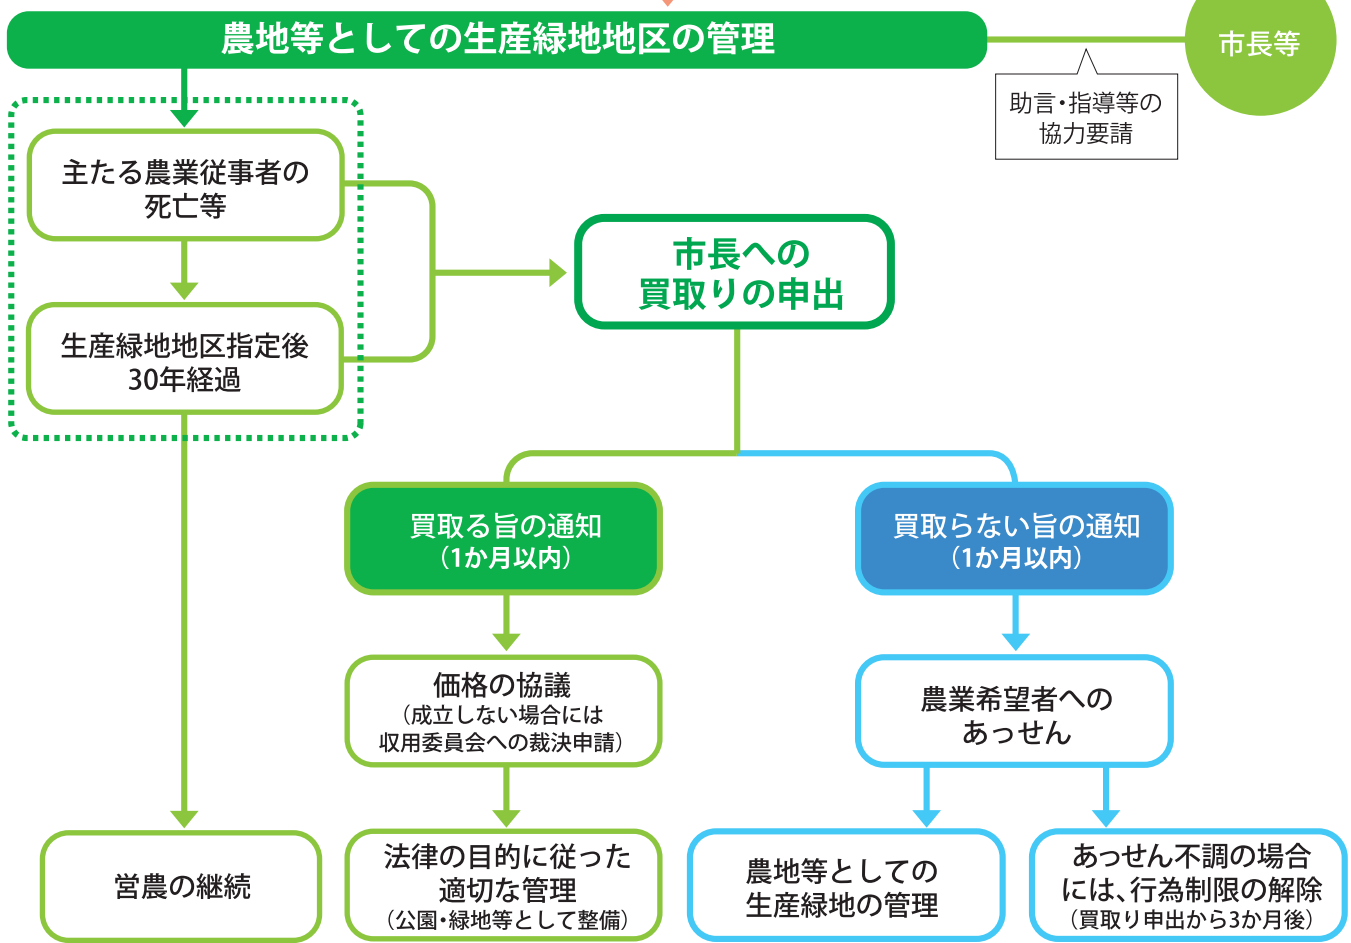 農地等としての生産緑地地区の管理
市長等
助言・指導等の
協力要請
主たる農業従事者の
死亡等
市長への
買取りの申出
生産緑地地区指定後
30年経過
買取る旨の通知
（1か月以内）
買取らない旨の通知
（1か月以内）
価格の協議
（成立しない場合には
収用委員会への裁決申請）
農業希望者への
あっせん
営農の継続
法律の目的に従った
適切な管理
（公園・緑地等として整備）
農地等としての
生産緑地の管理
あっせん不調の場合
には、行為制限の解除
（買取り申出から3か月後）